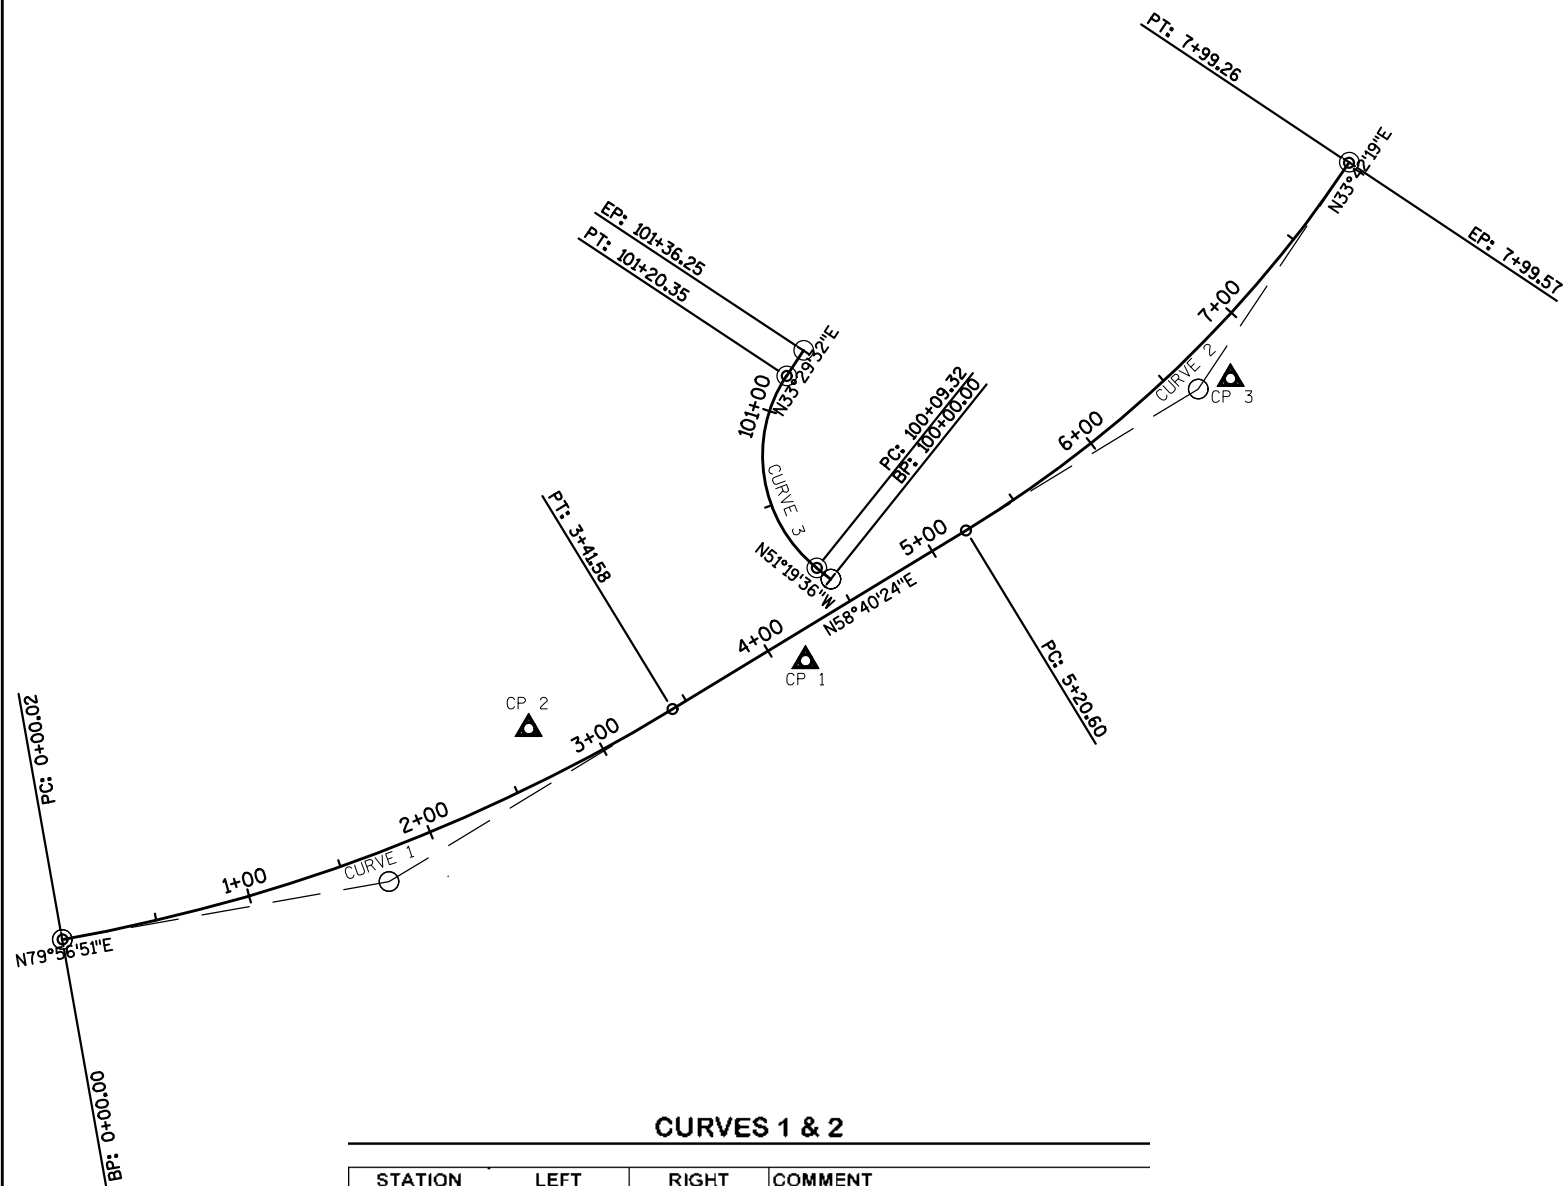 PT: 7+99.26
N33°42'19"E
EP: 7+99.57
EP: 101+36.25
PT: 101+20.35
N33°29'32"E
101+00
7+00
CURVE 2
CP 3
PC: 100+09.32
BP: 100+00.00
6+00
CURVE 3
PT: 3+41.58
N51°19'36"W
5+00
N58°40'24"E
4+00
CP 1
PC: 5+20.60
CP 2
3+00
PC: 0+00.02
2+00
CURVE 1
1+00
N79°56'51"E
BP: 0+00.00
CURVES 1 & 2
STATION LEFT RIGHT COMMENT